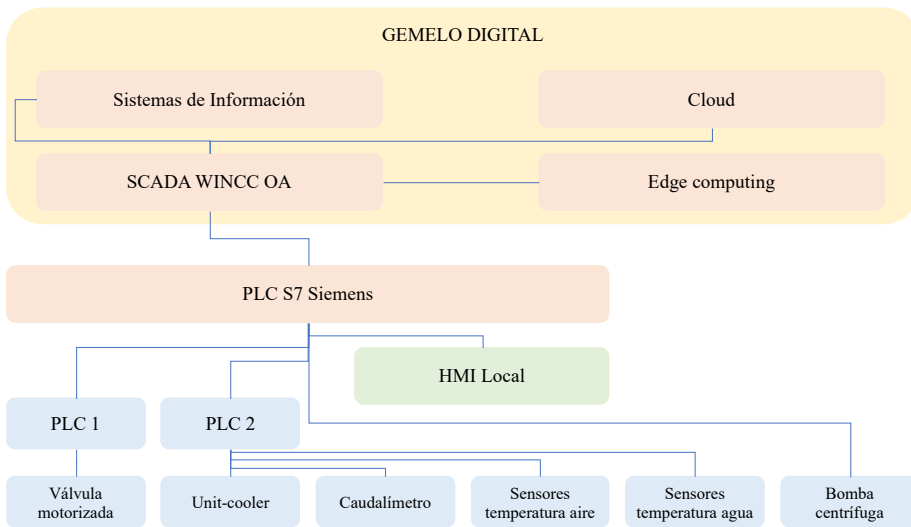 GEMELO DIGITAL
Sistemas de Información
Cloud
SCADA WINCC OA
Edge computing
PLC S7 Siemens
HMI Local
PLC 1
PLC 2
Válvula
motorizada
Unit-cooler
Caudalímetro
Sensores
temperatura aire
Sensores
temperatura agua
Bomba
centrífuga